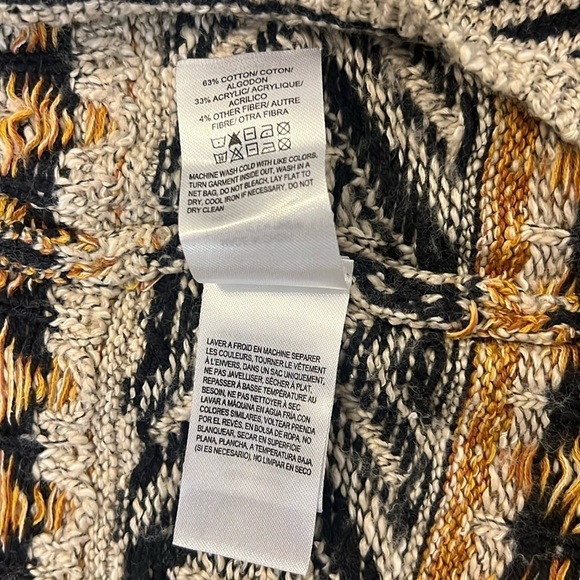 63% COTTON/ COTON/
ALGODON
33% ACRYLIC/ ACRYLIQUE/
ACRILICO
4% OTHER FIBER/ AUTRE
FIBRE/ OTRA FIBRA
MACHINE WASH COLD WITH LIKE COLORS,
TURN GARMENT INSIDE OUT, WASH IN A
NET BAG, DO NOT BLEACH, LAY FLAT TO
DRY, COOL IRON IF NECESSARY, DO NOT
DRY CLEAN
LAVER A FROID EN MACHINE SEPARER
LES COULEURS, TOURNER LE VÊTEMENT
À L'ENVERS, DANS UN SAC UNIQUEMENT,
NE PAS JAVELLISER, SÉCHER À PLAT,
REPASSER À BASSE TEMPÉRATURE AU
BESOIN, NE PAS NETTOYER À SEC
LAVAR A MÁQUINA EN AGUA FRÍA,CON
COLORES SIMILARES, VOLTEAR PRENDA
POR EL REVÉS, EN BOLSA DE ROPA, NO
BLANQUEAR, SECAR EN SUPERFICIE
PLANA, PLANCHA, A TEMPERATURA BAJA,
(SI ES NECESARIO), NO LIMPIAR EN SECO